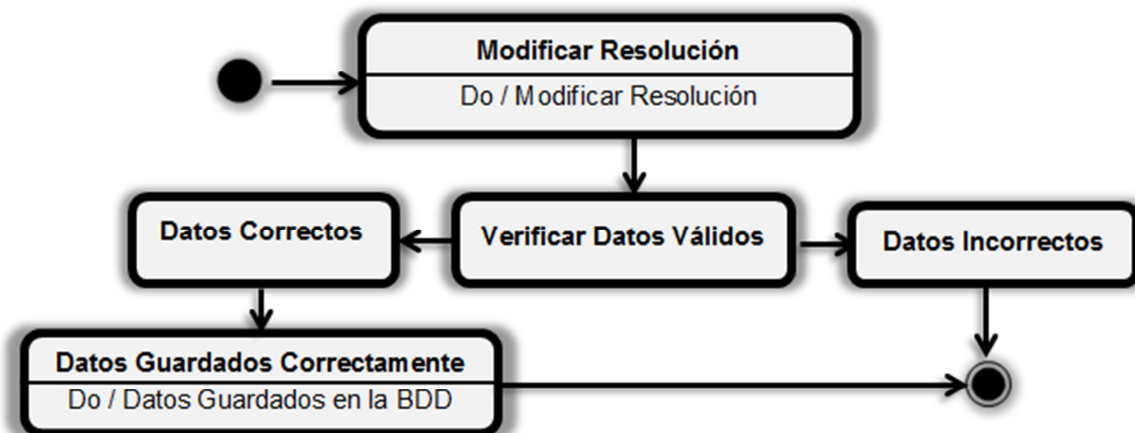 Modificar Resolución
Do / Modificar Resolución
Datos Correctos
Verificar Datos Válidos
Datos Incorrectos
Datos Guardados Correctamente
Do / Datos Guardados en la BDD